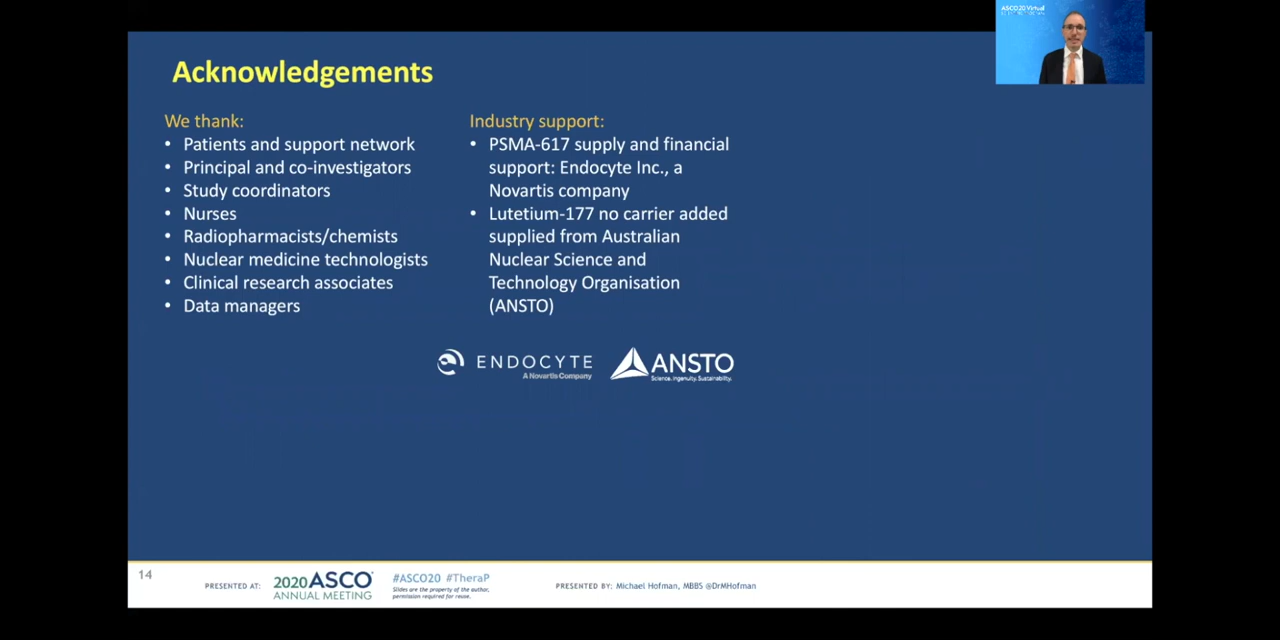 ASCO20 Virtual
Acknowledgements
We thank:
• Patients and support network
• Principal and co-investigators
• Study coordinators
• Nurses
• Radiopharmacists/chemists
• Nuclear medicine technologists
• Clinical research associates
• Data managers
Industry support:
• PSMA-617 supply and financial
support: Endocyte Inc., a
Novartis company
• Lutetium-177 no carrier added
supplied from Australian
Nuclear Science and
Technology Organisation
(ANSTO)
ENDOCYTE
A Novartis Company
ANSTO
Science. Ingenuity. Sustainability.
14
PRESENTED AT:
2020 ASCO
ANNUAL MEETING
#ASCO20 #TheraP
Slides are the property of the author,
permission required for reuse.
PRESENTED BY: Michael Hofman, MBBS @DrMHofman